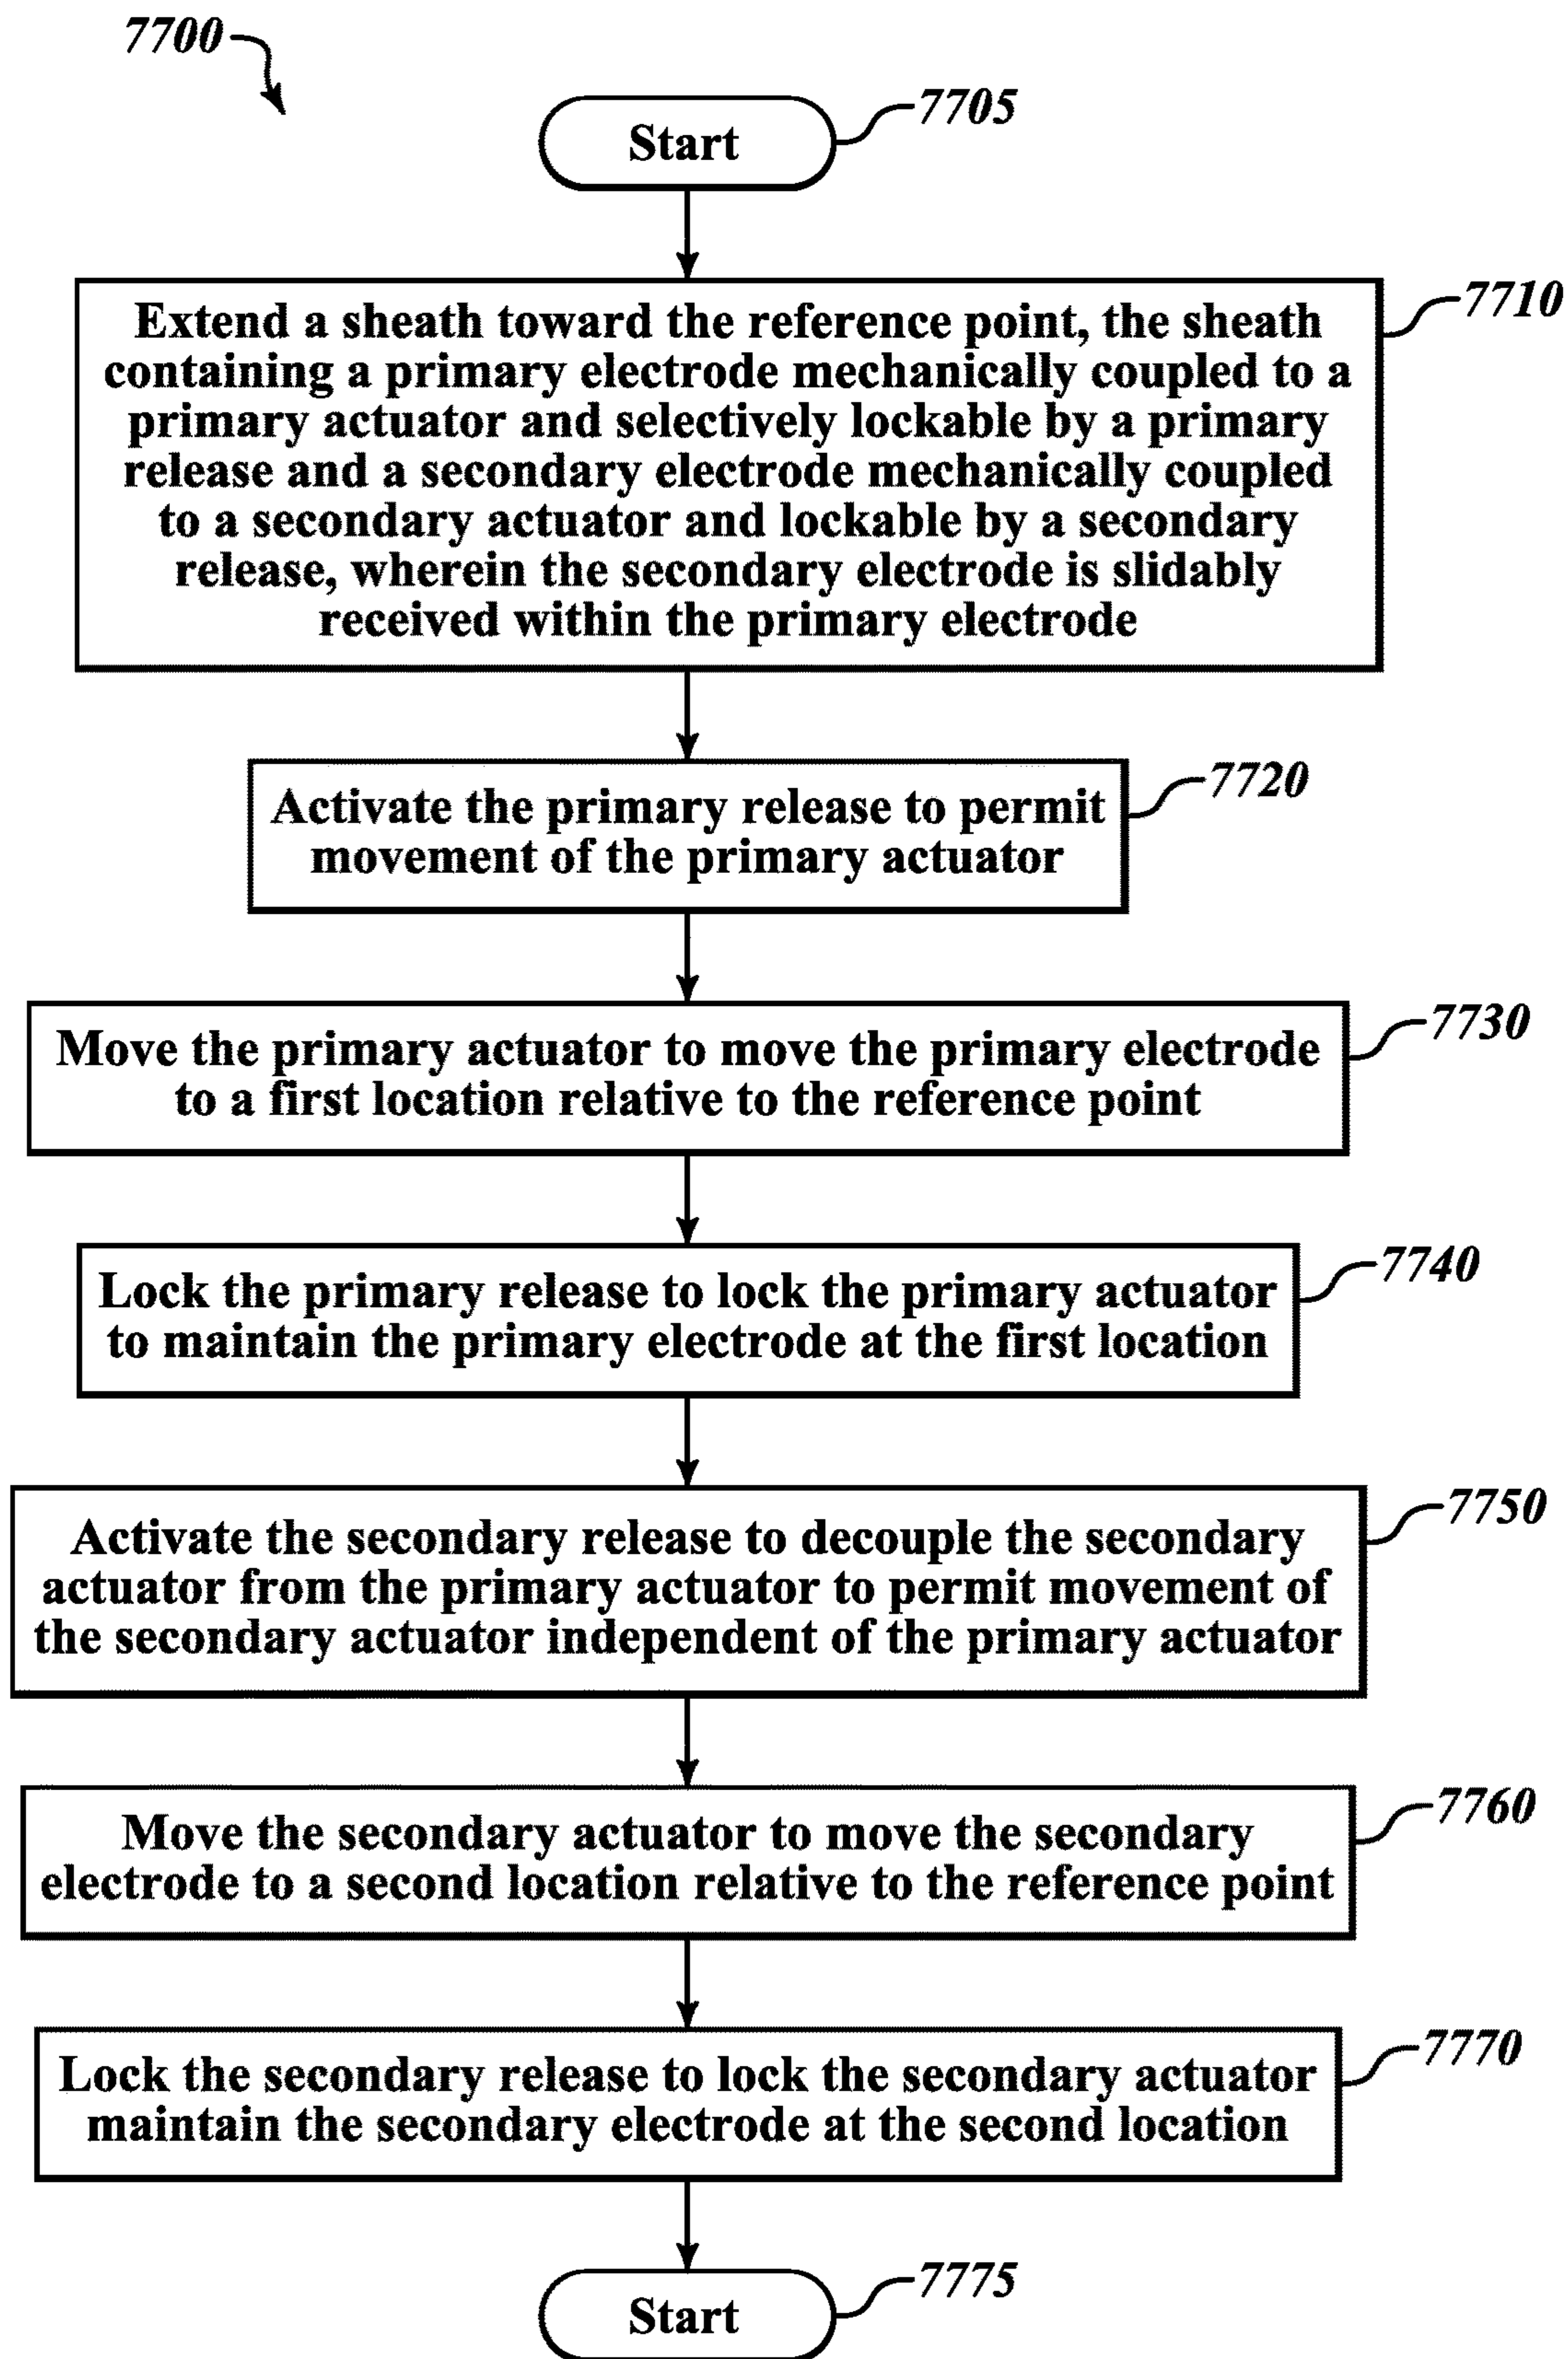 7700
Start
7705
Extend a sheath toward the reference point, the sheath
containing a primary electrode mechanically coupled to a
primary actuator and selectively lockable by a primary
release and a secondary electrode mechanically coupled
to a secondary actuator and lockable by a secondary
release, wherein the secondary electrode is slidably
received within the primary electrode
7710
Activate the primary release to permit
movement of the primary actuator
7720
Move the primary actuator to move the primary electrode
to a first location relative to the reference point
7730
Lock the primary release to lock the primary actuator
to maintain the primary electrode at the first location
7740
Activate the secondary release to decouple the secondary
actuator from the primary actuator to permit movement of
the secondary actuator independent of the primary actuator
7750
Move the secondary actuator to move the secondary
electrode to a second location relative to the reference point
7760
Lock the secondary release to lock the secondary actuator
maintain the secondary electrode at the second location
7770
Start
7775